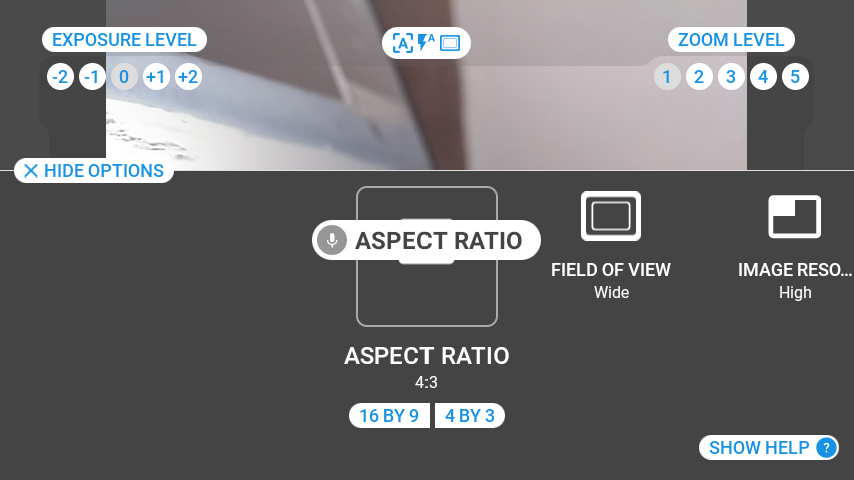 EXPOSURE LEVEL
-2 -1 0 +1 +2
A A
ZOOM LEVEL
1 2 3 4 5
HIDE OPTIONS
ASPECT RATIO
ASPECT RATIO
4:3
16 BY 9 4 BY 3
FIELD OF VIEW
Wide
IMAGE RESO...
High
SHOW HELP ?